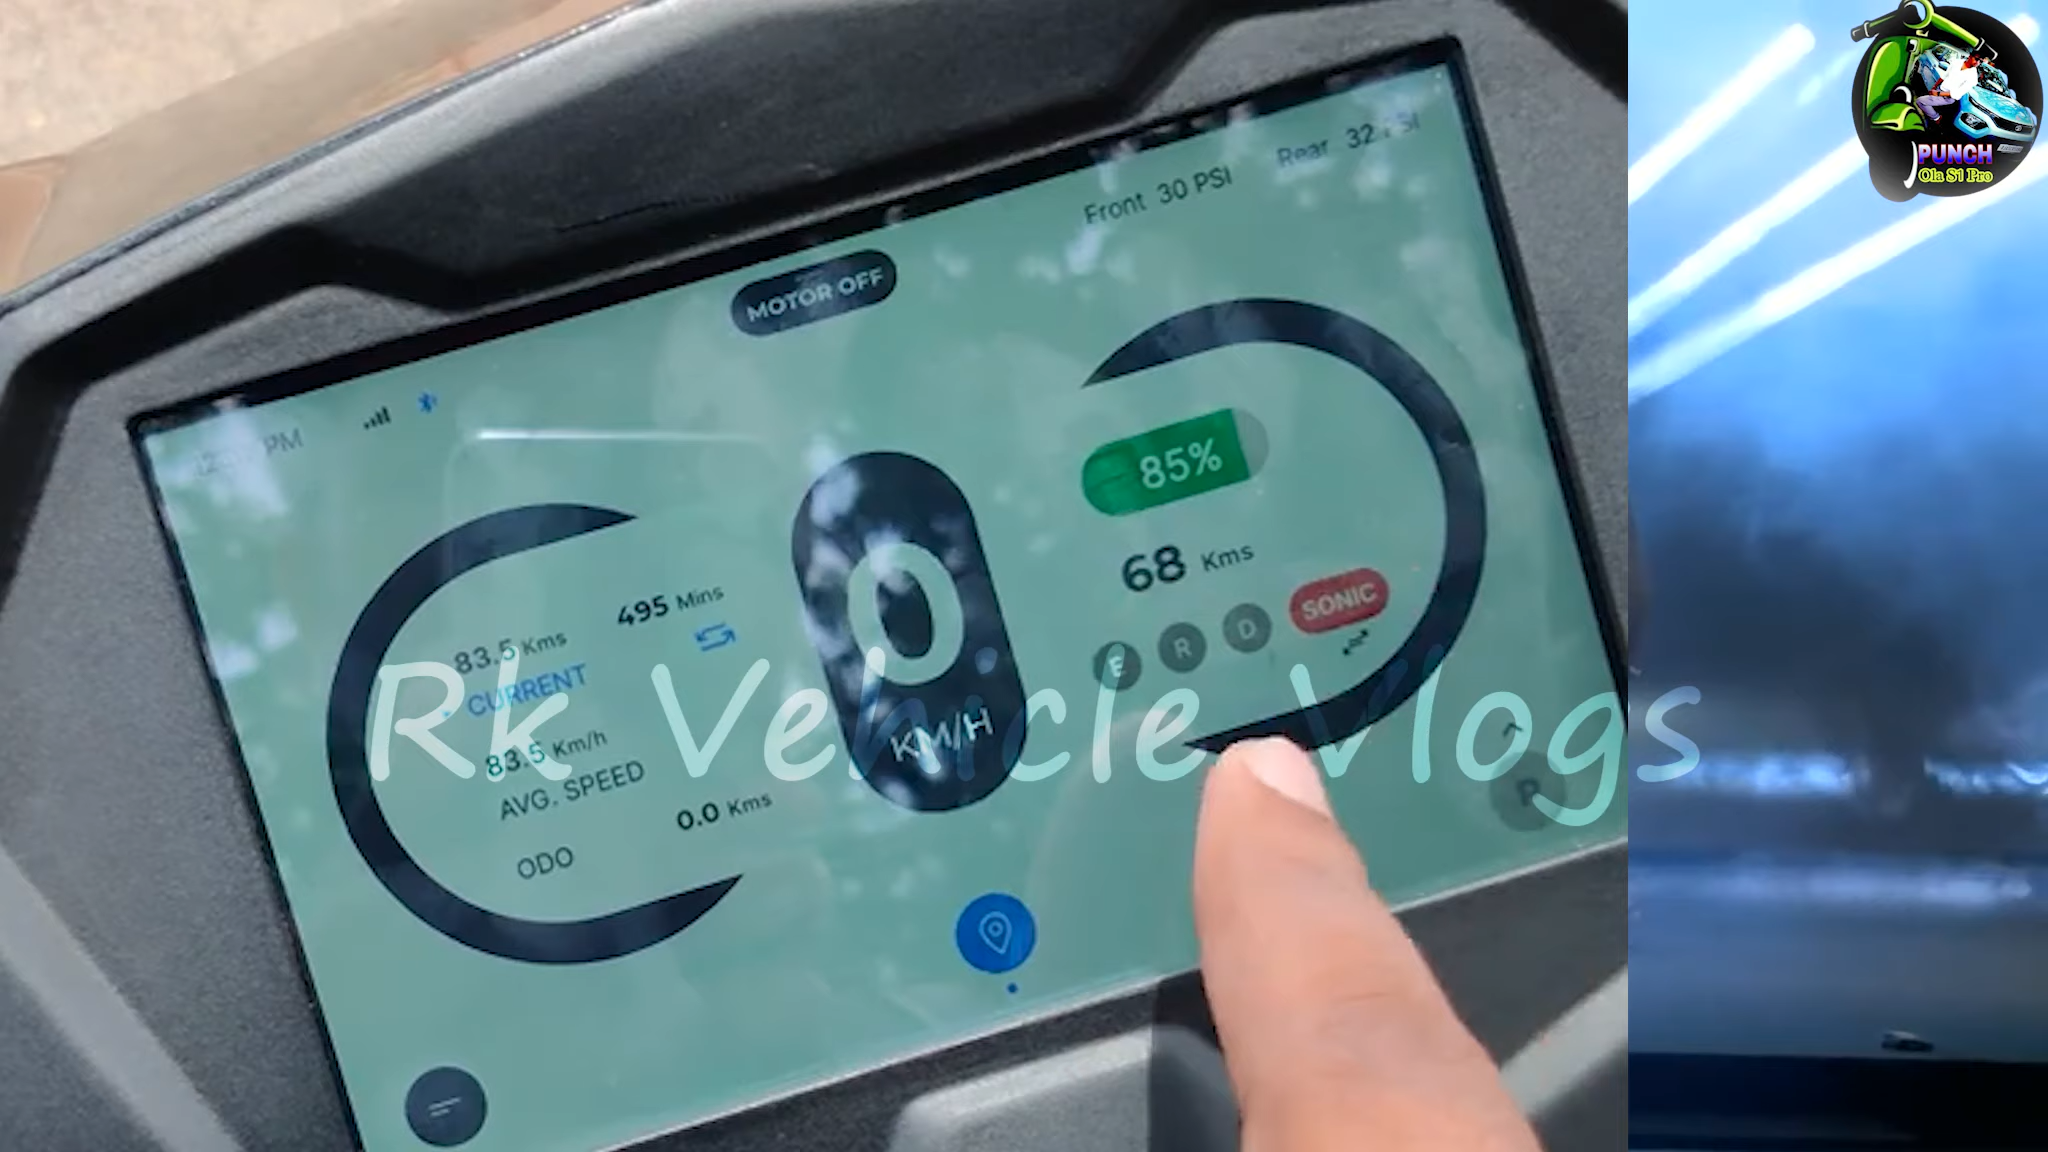 Front 30 PSI Rear 32 PSI
MOTOR OFF
PM
495 Mins
83.5 Kms
CURRENT
83.5 Km/h
AVG. SPEED
0.0 Kms
ODO
0
KM/H
85%
68 Kms
E R D SONIC
P
Rk Vehicle Vlogs
PUNCH
Ola S1 Pro